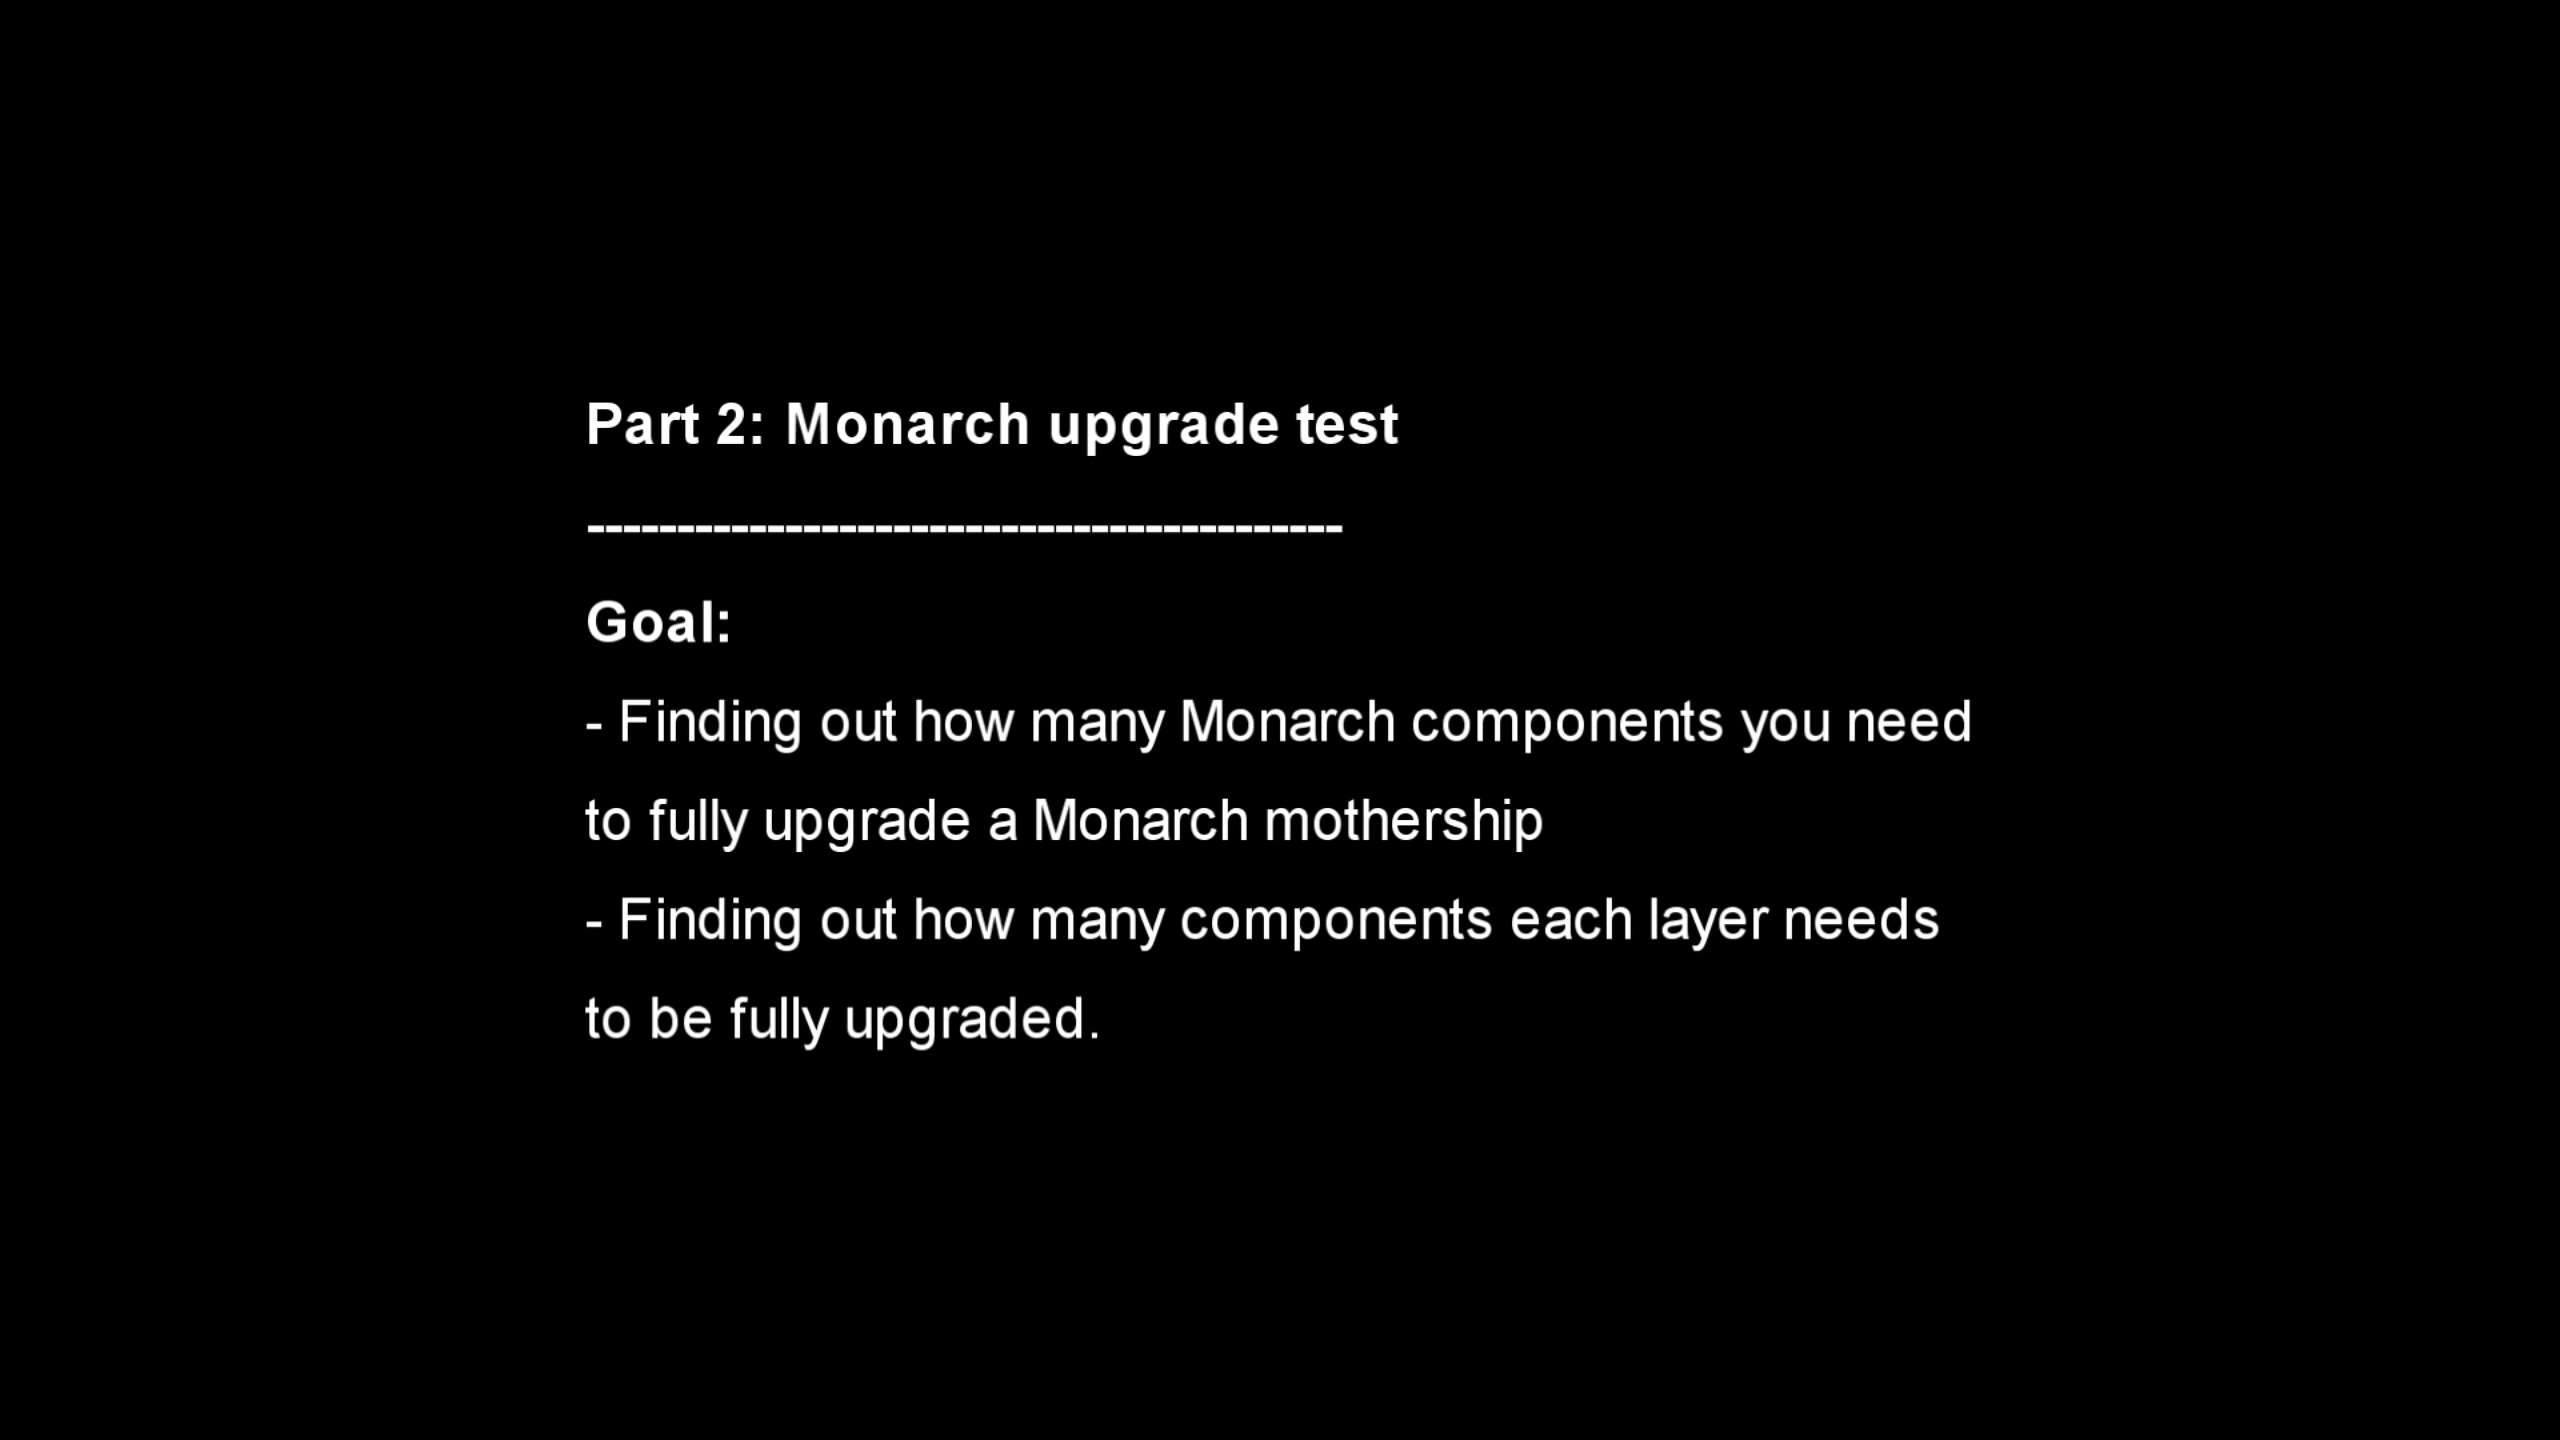 Part 2: Monarch upgrade test
------------------------------------------
Goal:
- Finding out how many Monarch components you need
to fully upgrade a Monarch mothership
- Finding out how many components each layer needs
to be fully upgraded.